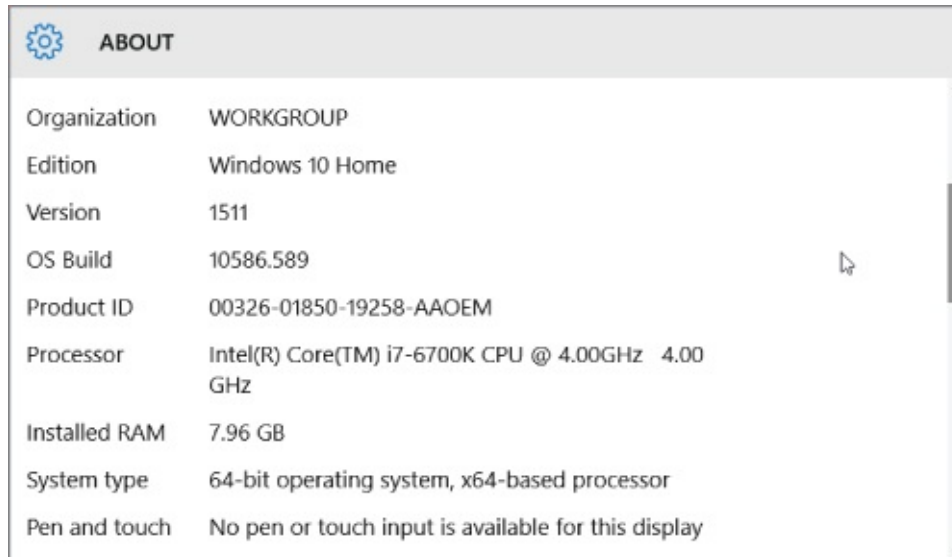 ABOUT
Organization WORKGROUP
Edition Windows 10 Home
Version 1511
OS Build 10586.589
Product ID 00326-01850-19258-AAOEM
Processor Intel(R) Core(TM) i7-6700K CPU @ 4.00GHz 4.00
GHz
Installed RAM 7.96 GB
System type 64-bit operating system, x64-based processor
Pen and touch No pen or touch input is available for this display